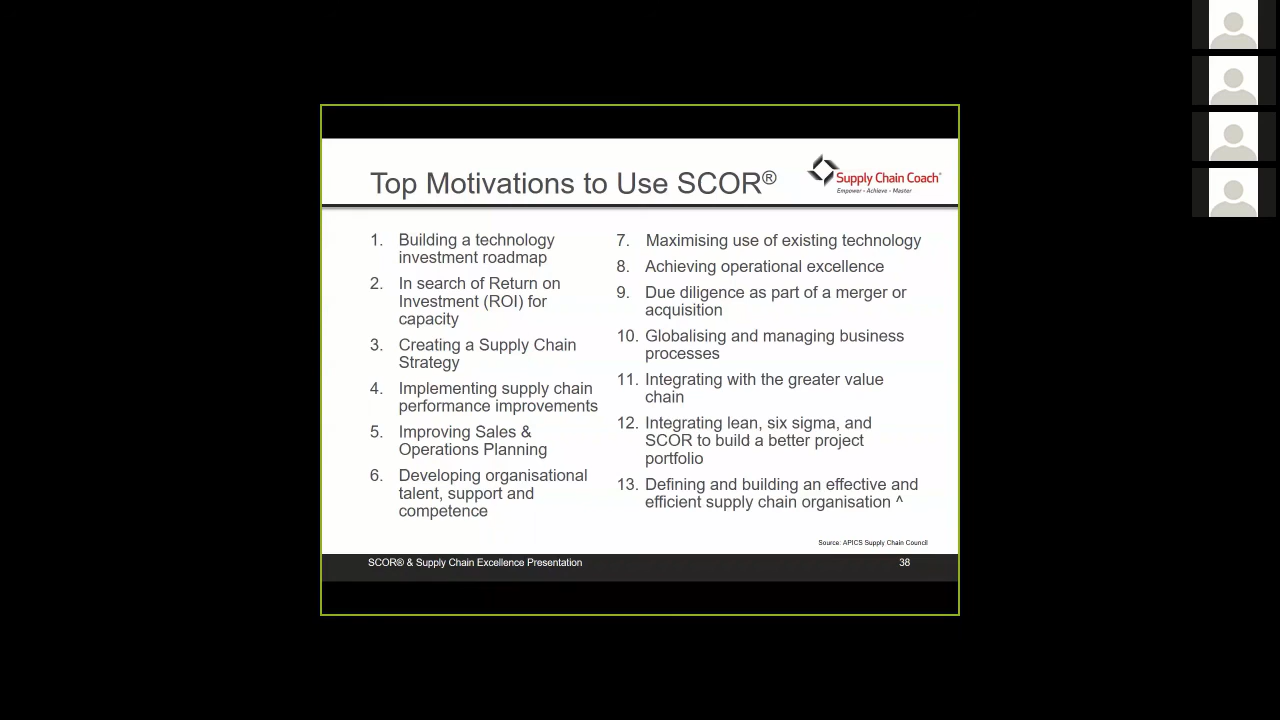 Top Motivations to Use SCOR®
Supply Chain Coach
Empower - Achieve - Master
1. Building a technology
investment roadmap
2. In search of Return on
Investment (ROI) for
capacity
3. Creating a Supply Chain
Strategy
4. Implementing supply chain
performance improvements
5. Improving Sales &
Operations Planning
6. Developing organisational
talent, support and
competence
7. Maximising use of existing technology
8. Achieving operational excellence
9. Due diligence as part of a merger or
acquisition
10. Globalising and managing business
processes
11. Integrating with the greater value
chain
12. Integrating lean, six sigma, and
SCOR to build a better project
portfolio
13. Defining and building an effective and
efficient supply chain organisation ^
Source: APICS Supply Chain Council
SCOR® & Supply Chain Excellence Presentation
38